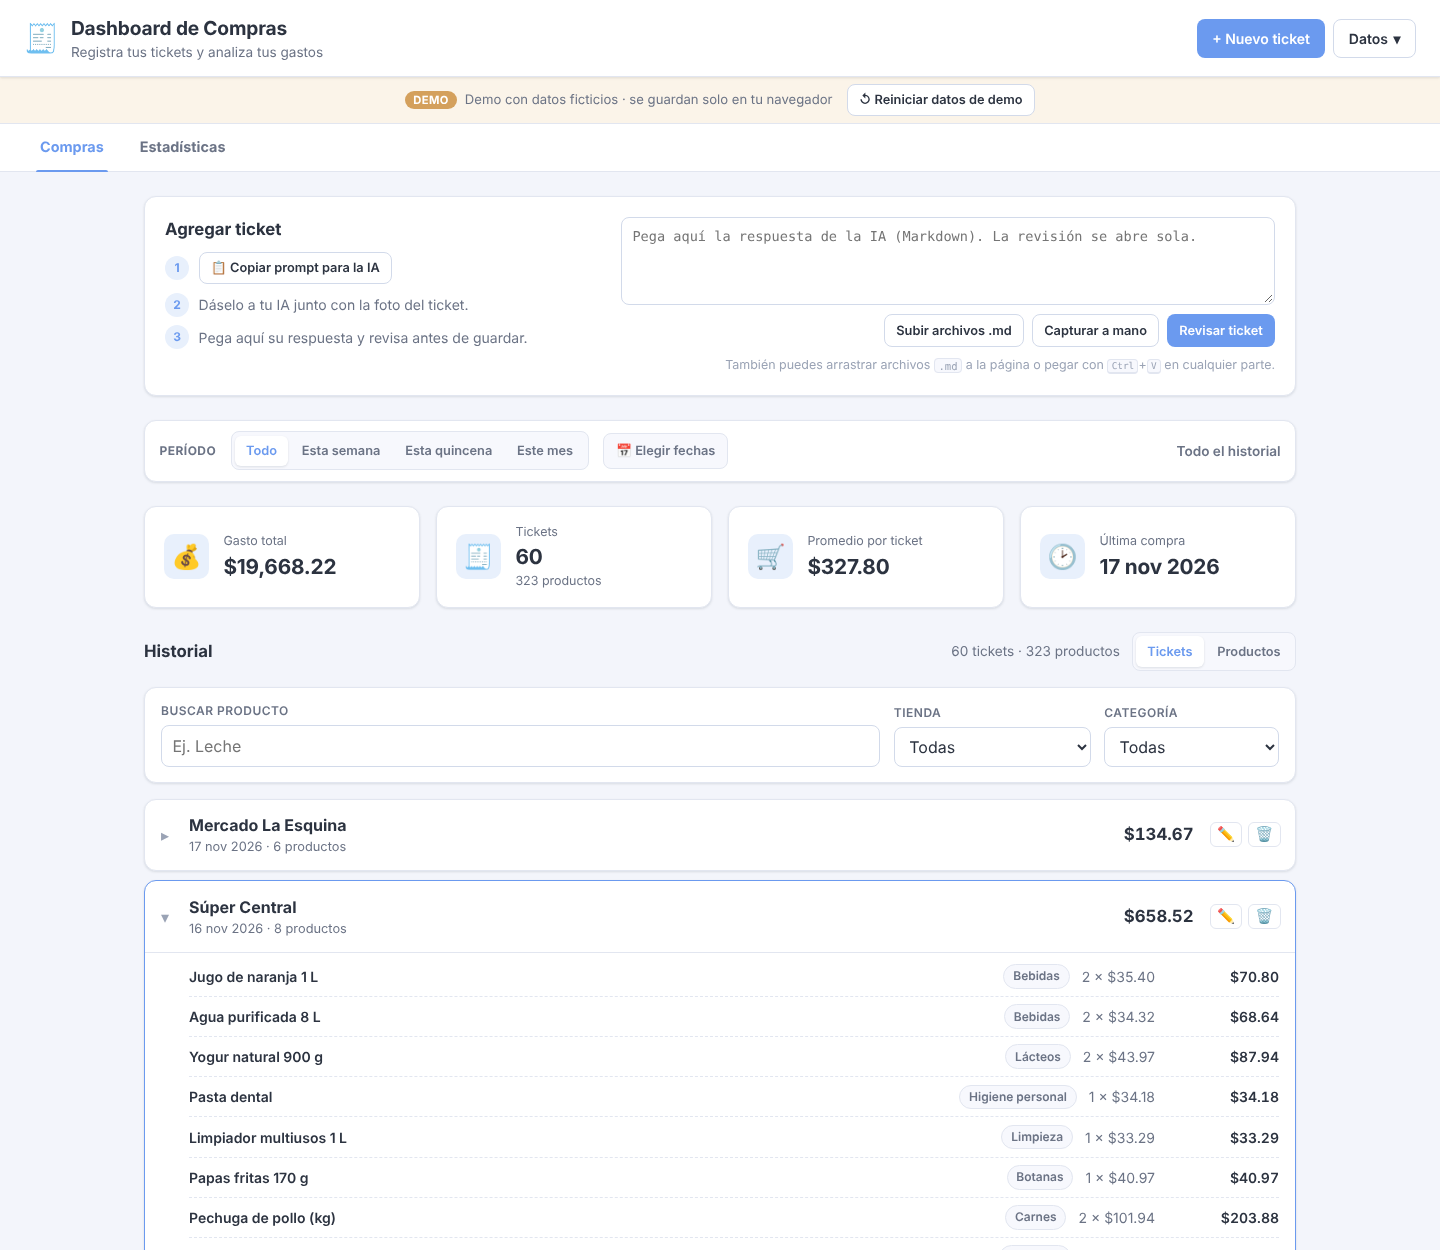 Dashboard de Compras
Registra tus tickets y analiza tus gastos
+ Nuevo ticket
Datos ▾
DEMO Demo con datos ficticios · se guardan solo en tu navegador
↺ Reiniciar datos de demo
Compras
Estadísticas
Agregar ticket
1 📋 Copiar prompt para la IA
2 Dáselo a tu IA junto con la foto del ticket.
3 Pega aquí su respuesta y revisa antes de guardar.
Pega aquí la respuesta de la IA (Markdown). La revisión se abre sola.
Subir archivos .md
Capturar a mano
Revisar ticket
También puedes arrastrar archivos .md a la página o pegar con Ctrl+V en cualquier parte.
PERÍODO
Todo
Esta semana
Esta quincena
Este mes
📅 Elegir fechas
Todo el historial
Gasto total
$19,668.22
Tickets
60
323 productos
Promedio por ticket
$327.80
Última compra
17 nov 2026
Historial
60 tickets · 323 productos
Tickets
Productos
BUSCAR PRODUCTO
Ej. Leche
TIENDA
Todas
CATEGORÍA
Todas
▸ Mercado La Esquina
17 nov 2026 · 6 productos
$134.67
▾ Súper Central
16 nov 2026 · 8 productos
$658.52
Jugo de naranja 1 L Bebidas 2 × $35.40 $70.80
Agua purificada 8 L Bebidas 2 × $34.32 $68.64
Yogur natural 900 g Lácteos 2 × $43.97 $87.94
Pasta dental Higiene personal 1 × $34.18 $34.18
Limpiador multiusos 1 L Limpieza 1 × $33.29 $33.29
Papas fritas 170 g Botanas 1 × $40.97 $40.97
Pechuga de pollo (kg) Carnes 2 × $101.94 $203.88